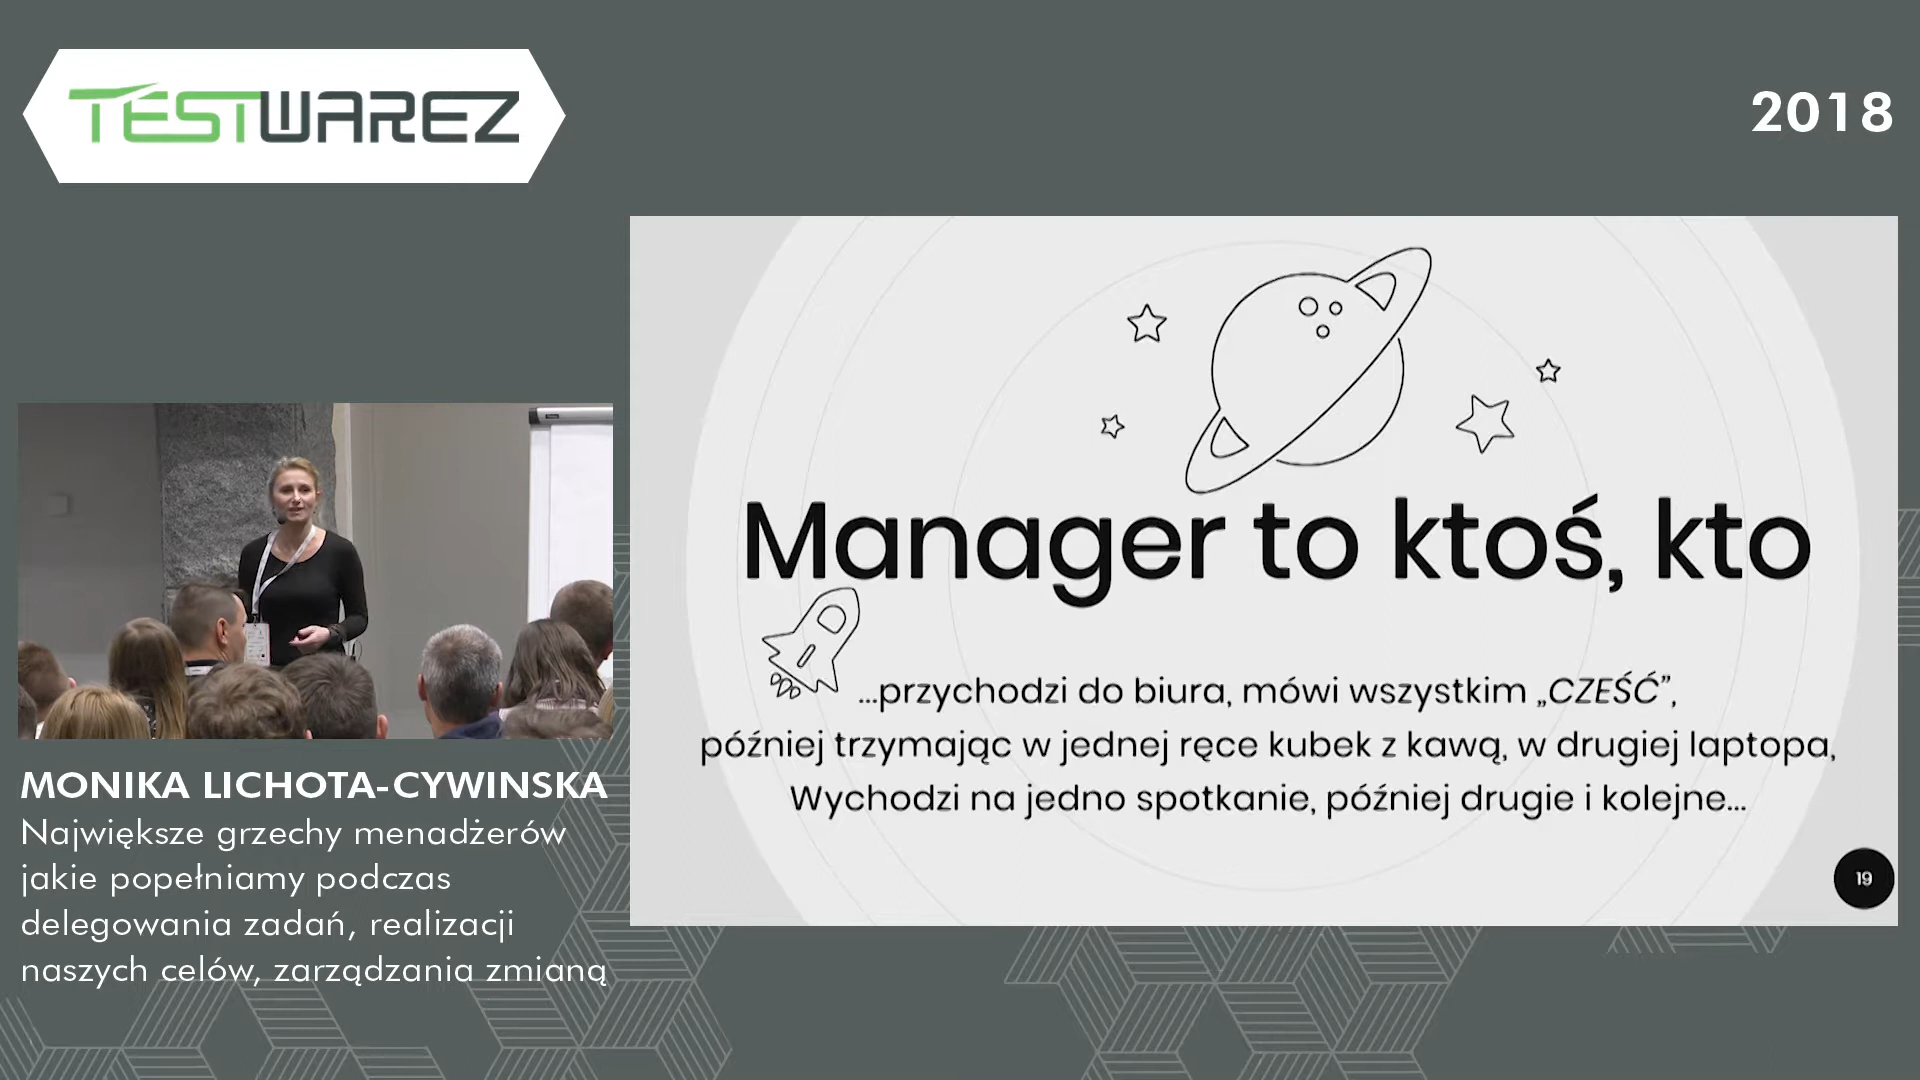 TESTWAREZ
2018
Manager to ktoś, kto
...przychodzi do biura, mówi wszystkim „CZEŚĆ”,
później trzymając w jednej ręce kubek z kawą, w drugiej laptopa,
Wychodzi na jedno spotkanie, później drugie i kolejne...
19
MONIKA LICHOTA-CYWINSKA
Największe grzechy menadżerów
jakie popełniamy podczas
delegowania zadań, realizacji
naszych celów, zarządzania zmianą